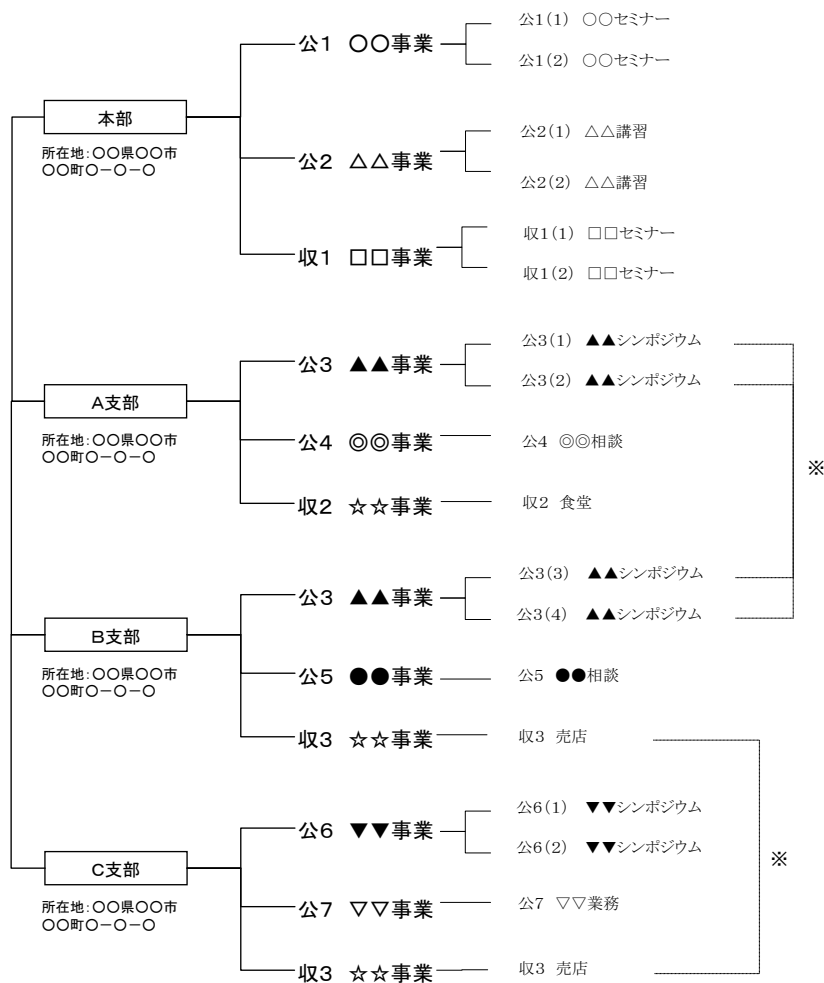 公1 ○○事業
公1(1) ○○セミナー
公1(2) ○○セミナー
本部
所在地:○○県○○市
○○町○－○－○
公2 △△事業
公2(1) △△講習
公2(2) △△講習
収1 □□事業
収1(1) □□セミナー
収1(2) □□セミナー
A支部
所在地:○○県○○市
○○町○－○－○
公3 ▲▲事業
公3(1) ▲▲シンポジウム
公3(2) ▲▲シンポジウム
公4 ◎◎事業
公4 ◎◎相談
収2 ☆☆事業
収2 食堂
※
B支部
所在地:○○県○○市
○○町○－○－○
公3 ▲▲事業
公3(3) ▲▲シンポジウム
公3(4) ▲▲シンポジウム
公5 ●●事業
公5 ●●相談
収3 ☆☆事業
収3 売店
C支部
所在地:○○県○○市
○○町○－○－○
公6 ▼▼事業
公6(1) ▼▼シンポジウム
公6(2) ▼▼シンポジウム
公7 ▽▽事業
公7 ▽▽業務
収3 ☆☆事業
収3 売店
※